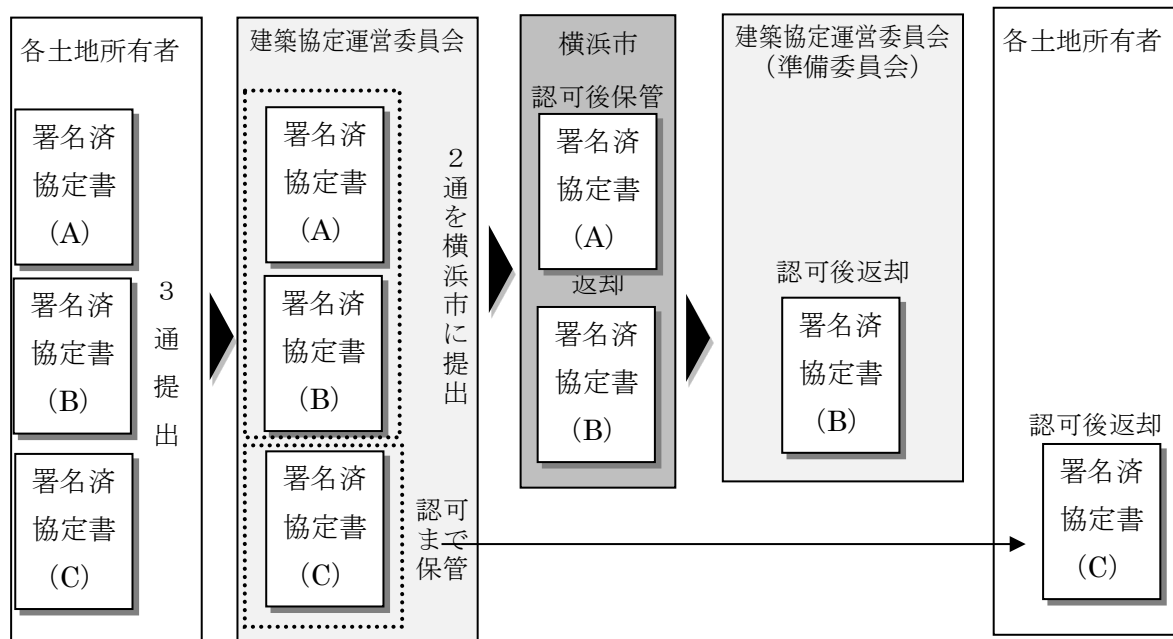 各土地所有者
署名済
協定書
(A)
署名済
協定書
(B)
署名済
協定書
(C)
3通提出
建築協定運営委員会
署名済
協定書
(A)
署名済
協定書
(B)
2通を横浜市に提出
署名済
協定書
(C)
認可
まで
保管
横浜市
認可後保管
署名済
協定書
(A)
返却
署名済
協定書
(B)
建築協定運営委員会
(準備委員会)
認可後返却
署名済
協定書
(B)
各土地所有者
認可後返却
署名済
協定書
(C)